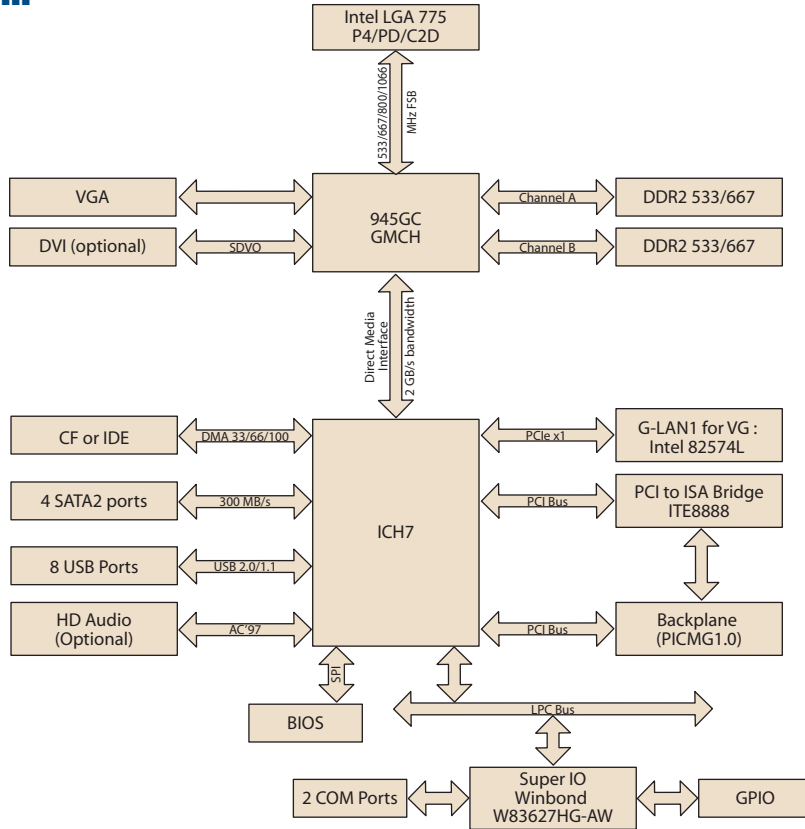 Intel LGA 775
P4/PD/C2D
533/667/800/1066
MHz FSB
VGA
945GC
GMCH
Channel A
DDR2 533/667
DVI (optional)
SDVO
Channel B
DDR2 533/667
Direct Media
Interface
2 GB/s bandwidth
CF or IDE
DMA 33/66/100
ICH7
PCIe x1
G-LAN1 for VG :
Intel 82574L
4 SATA2 ports
300 MB/s
PCI Bus
PCI to ISA Bridge
ITE8888
8 USB Ports
USB 2.0/1.1
HD Audio
(Optional)
AC'97
PCI Bus
Backplane
(PICMG1.0)
SPI
BIOS
LPC Bus
2 COM Ports
Super IO
Winbond
W83627HG-AW
GPIO